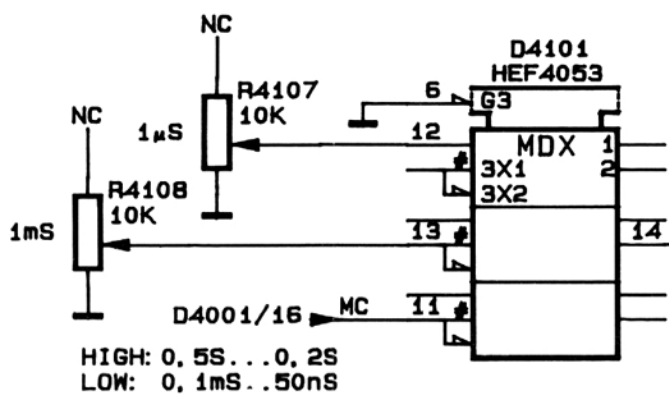 NC
D4101
HEF4053
R4107
10K
6
G3
NC
1µS
12
MDX
1
#
3X1
2
3X2
R4108
10K
1mS
13
#
14
D4001/16
MC
11
#
HIGH: 0,5S...0,2S
LOW: 0,1mS..50nS